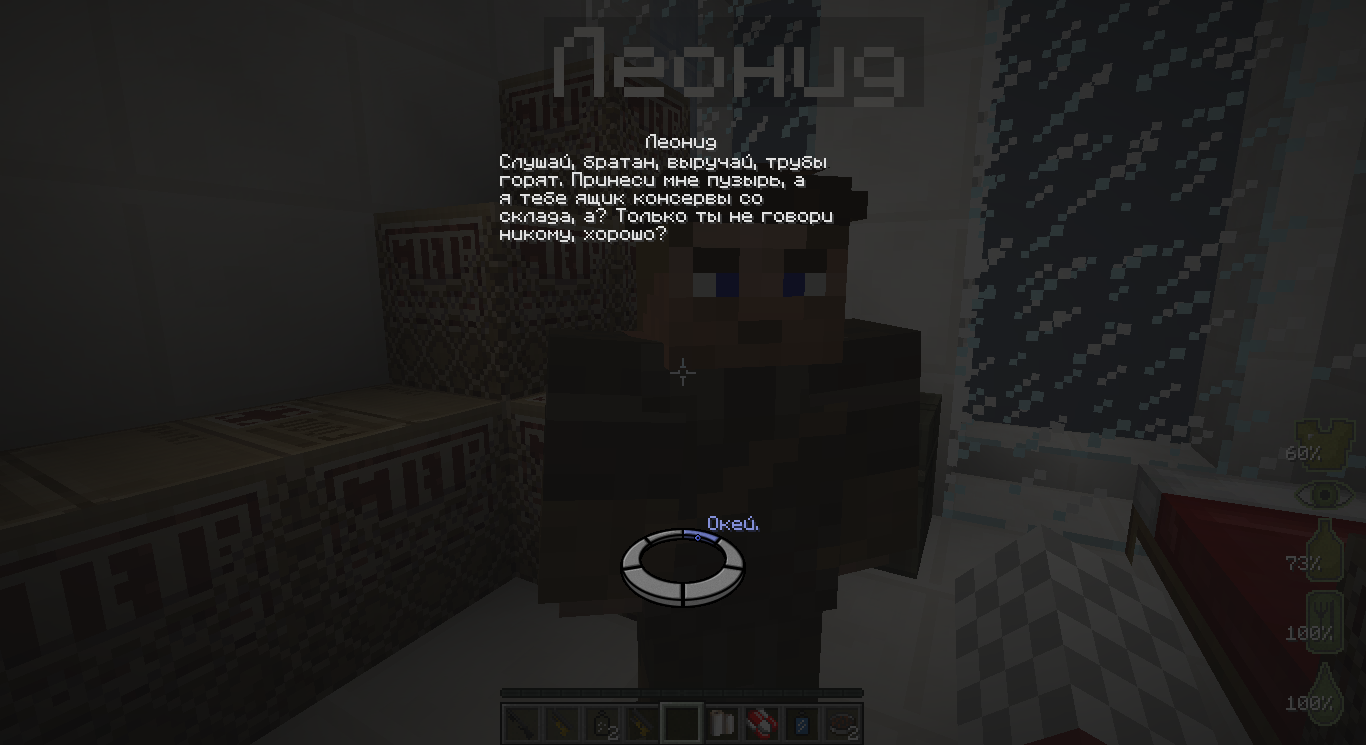 Леонид
Леонид
Слушай, братан, выручай, трубы
горят. Принеси мне пузырь, а
я тебе ящик консервы со
склада, а? Только ты не говори
никому, хорошо?
60%
Окей.
73%
100%
100%
2
2